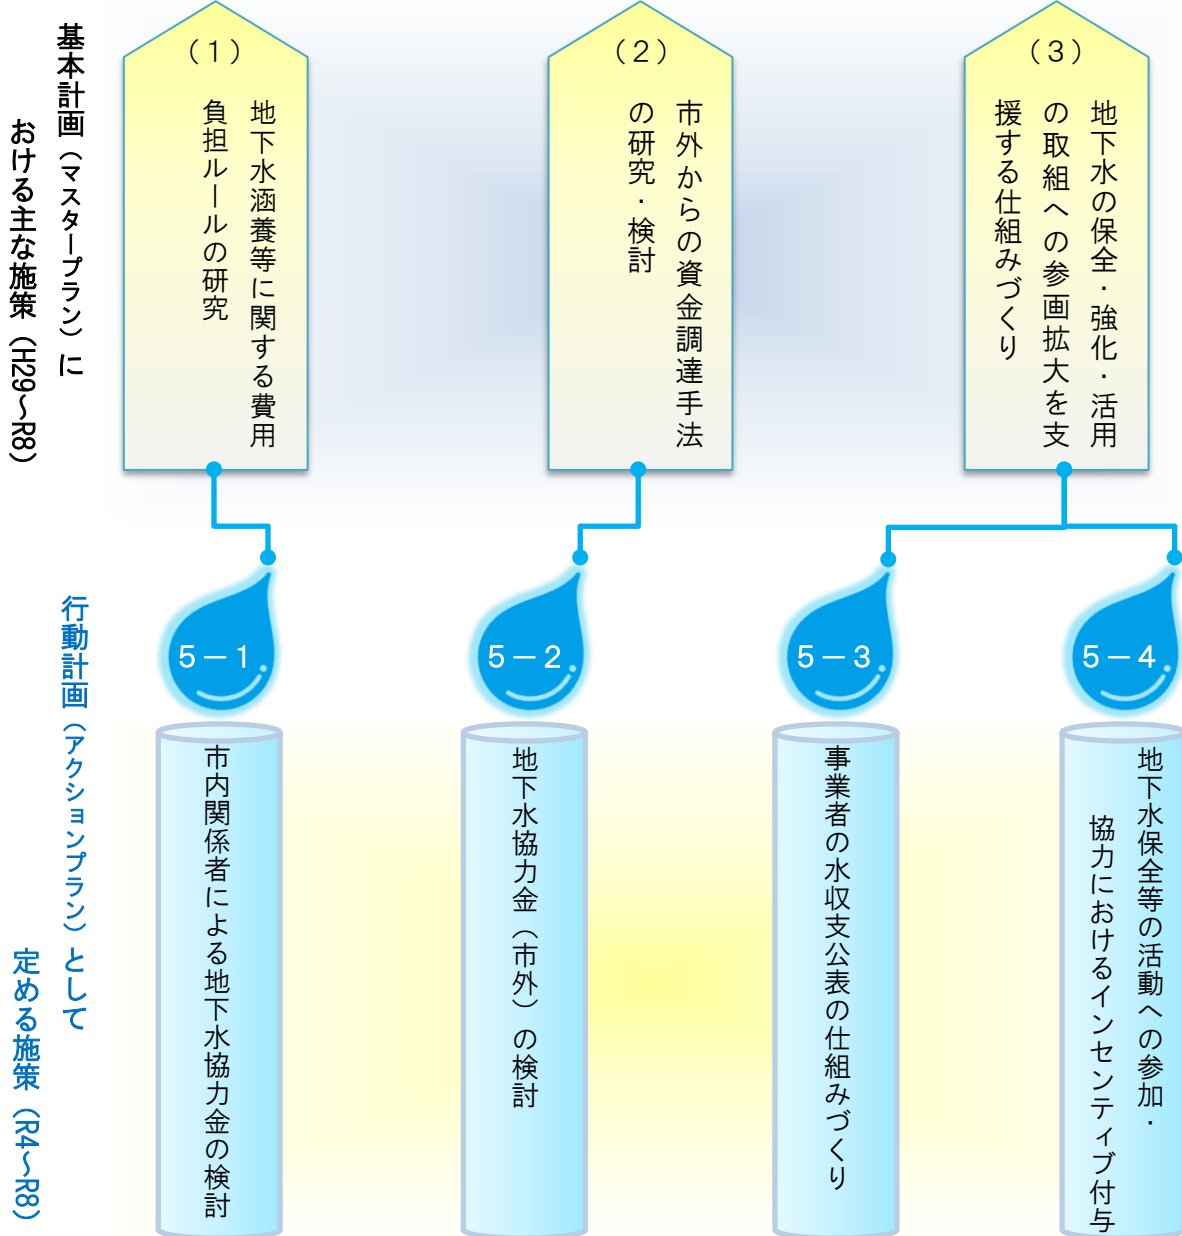 基本計画（マスタープラン）に
おける主な施策（H29～R8）
（1）
地下水涵養等に関する費用
負担ルールの研究
（2）
市外からの資金調達手法
の研究・検討
（3）
地下水の保全・強化・活用
の取組への参画拡大を支
援する仕組みづくり
行動計画（アクションプラン）として
定める施策（R4～R8）
5－1
市内関係者による地下水協力金の検討
5－2
地下水協力金（市外）の検討
5－3
事業者の水収支公表の仕組みづくり
5－4
地下水保全等の活動への参加・
協力におけるインセンティブ付与